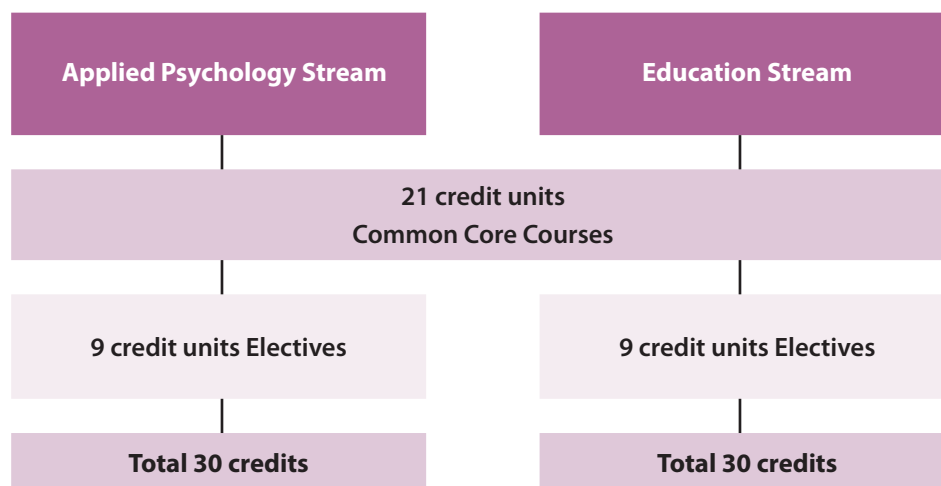 Applied Psychology Stream
Education Stream
21 credit units
Common Core Courses
9 credit units Electives
9 credit units Electives
Total 30 credits
Total 30 credits